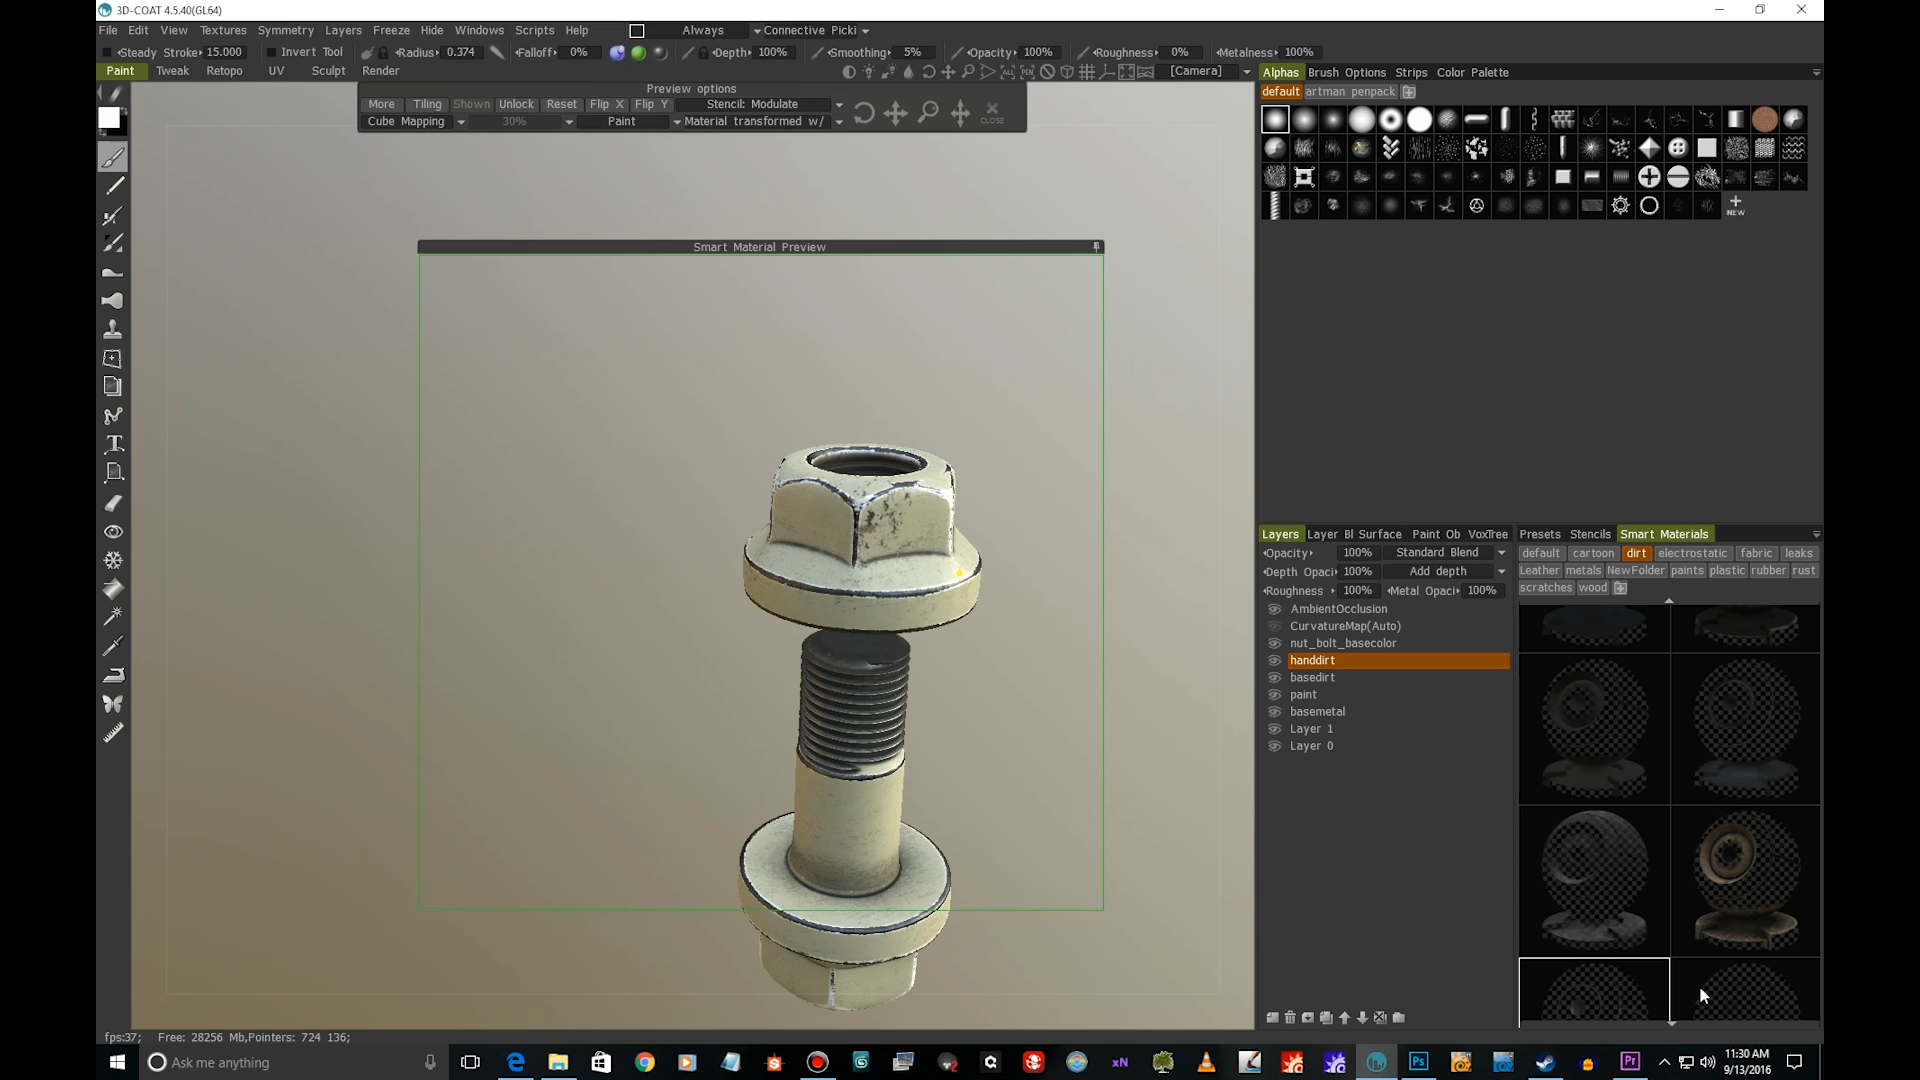 3D-COAT 4.5.40(GL64)
File Edit View Textures Symmetry Layers Freeze Hide Windows Scripts Help Always Connective Picki
Steady Stroke 15.000 Invert Tool Radius 0.374 Falloff 0% Depth 100% Smoothing 5% Opacity 100% Roughness 0% Metalness 100%
Paint Tweak Retopo UV Sculpt Render [Camera]
Alphas Brush Options Strips Color Palette
default artman penpack
NEW
Preview options
More Tiling Shown Unlock Reset Flip X Flip Y Stencil: Modulate
Cube Mapping 30% Paint Material transformed w/
CLOSE
Smart Material Preview
Layers Layer Bl Surface Paint Ob VoxTree
Opacity 100% Standard Blend
Depth Opaci 100% Add depth
Roughness 100% Metal Opaci 100%
AmbientOcclusion
CurvatureMap(Auto)
nut_bolt_basecolor
handdirt
basedirt
paint
basemetal
Layer 1
Layer 0
Presets Stencils Smart Materials
default cartoon dirt electrostatic fabric leaks
Leather metals NewFolder paints plastic rubber rust
scratches wood
fps:37; Free: 28256 Mb,Pointers: 724 136;
Ask me anything
11:30 AM
9/13/2016